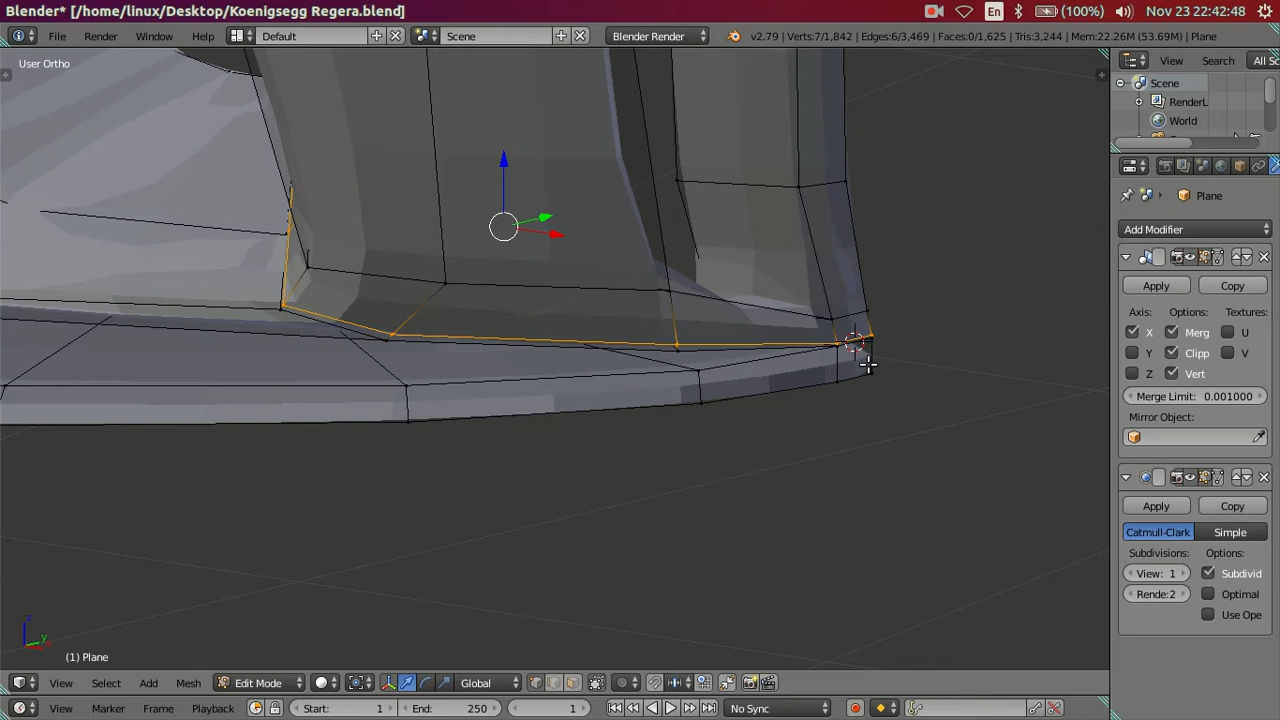 Blender* [/home/linux/Desktop/Koenigsegg Regera.blend]
En
(100%)
Nov 23 22:42:48
File
Render
Window
Help
Default
Scene
Blender Render
v2.79 | Verts:7/1,842 | Edges:6/3,469 | Faces:0/1,625 | Tris:3,244 | Mem:22.26M (53.69M) | Plane
User Ortho
View
Search
All Sc
Scene
RenderL
World
Plane
Add Modifier
Apply
Copy
Axis:
Options:
Textures:
X
Merg
U
Y
Clipp
V
Z
Vert
Merge Limit: 0.001000
Mirror Object:
Apply
Copy
Catmull-Clark
Simple
Subdivisions:
Options:
View: 1
Subdivid
Rende:2
Optimal
Use Ope
z
y
(1) Plane
View
Select
Add
Mesh
Edit Mode
Global
View
Marker
Frame
Playback
Start: 1
End: 250
1
No Sync